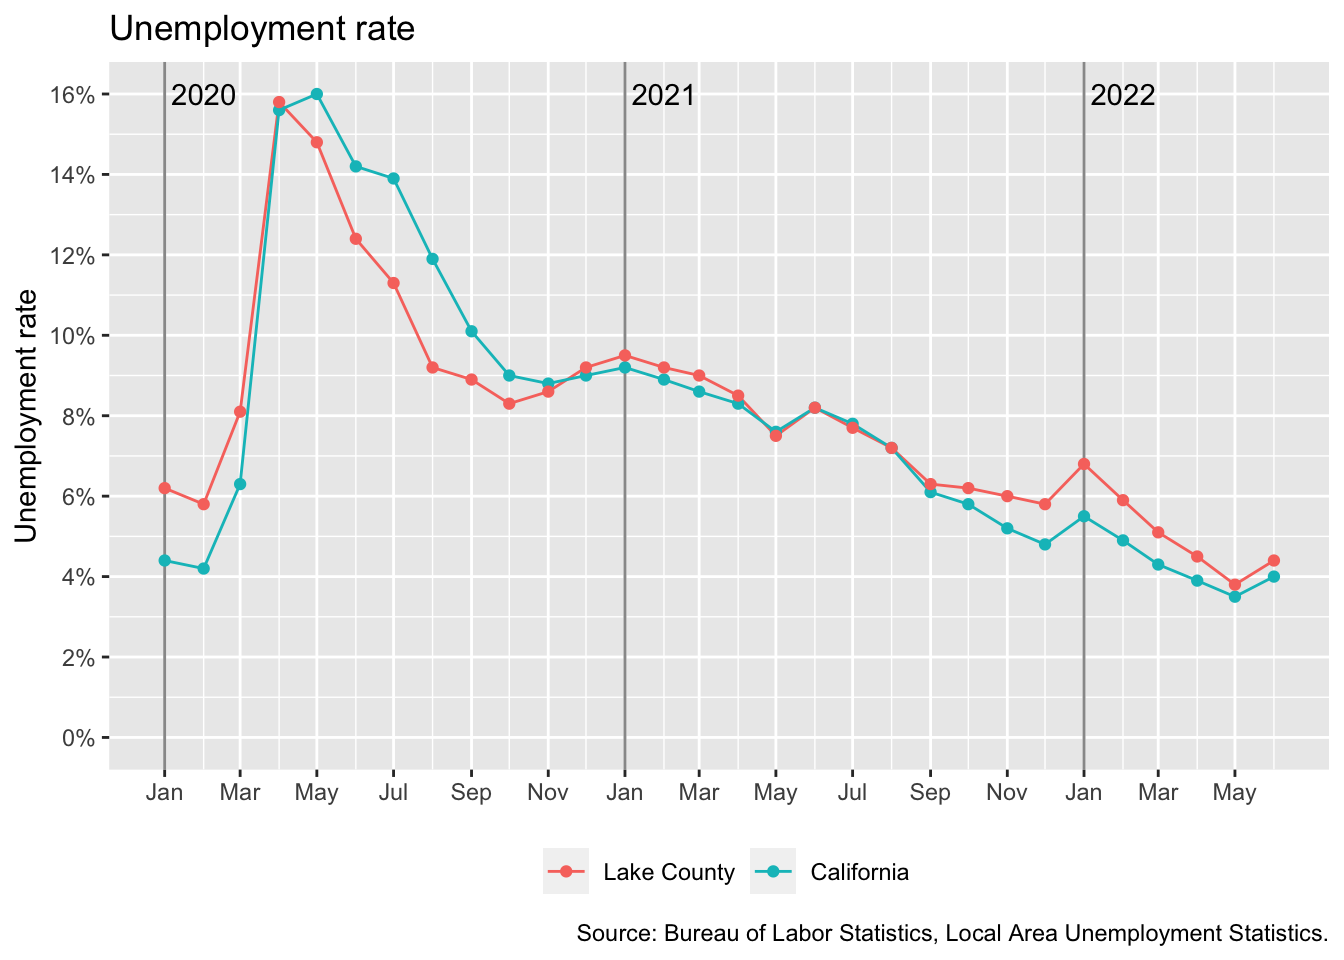 Unemployment rate
2020 2021 2022
Unemployment rate
16%
14%
12%
10%
8%
6%
4%
2%
0%
Jan Mar May Jul Sep Nov Jan Mar May Jul Sep Nov Jan Mar May
Lake County California
Source: Bureau of Labor Statistics, Local Area Unemployment Statistics.